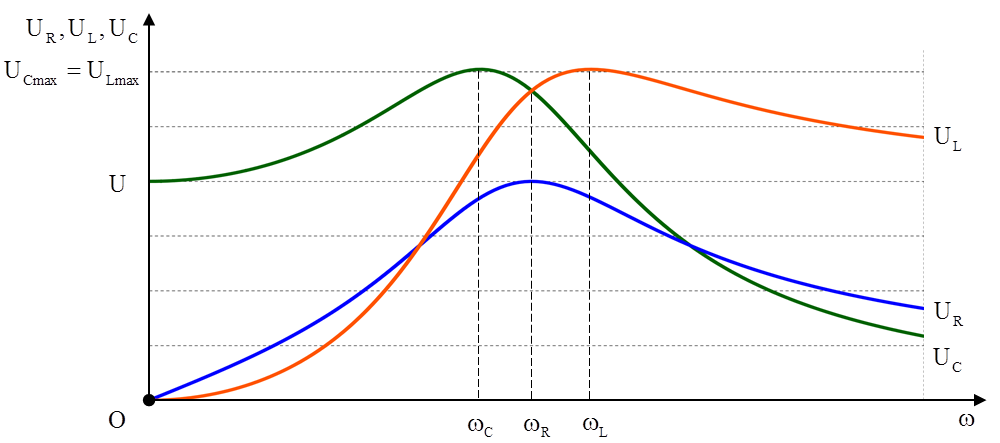 U_R, U_L, U_C
U_Cmax = U_Lmax
U_L
U
U_R
U_C
O
ω_C ω_R ω_L ω